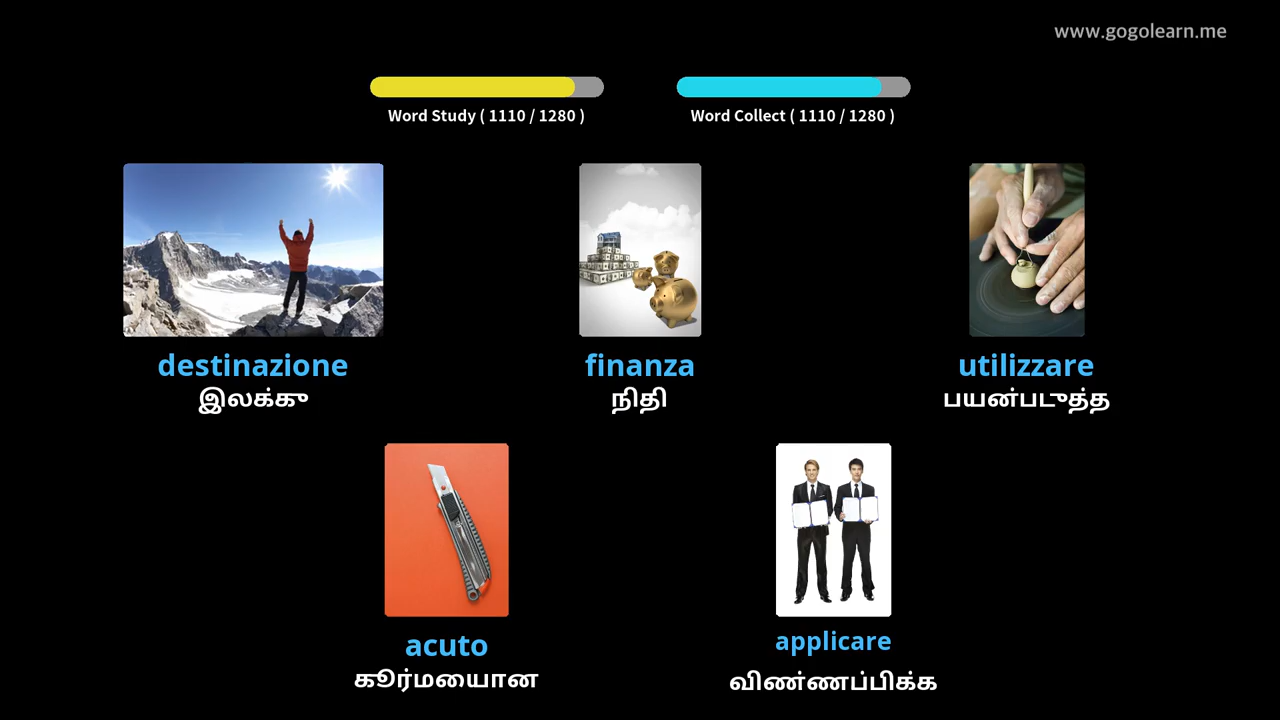 www.gogolearn.me
Word Study ( 1110 / 1280 )
Word Collect ( 1110 / 1280 )
destinazione
இலக்கு
finanza
நிதி
utilizzare
பயன்படுத்த
acuto
கூர்மையான
applicare
விண்ணப்பிக்க